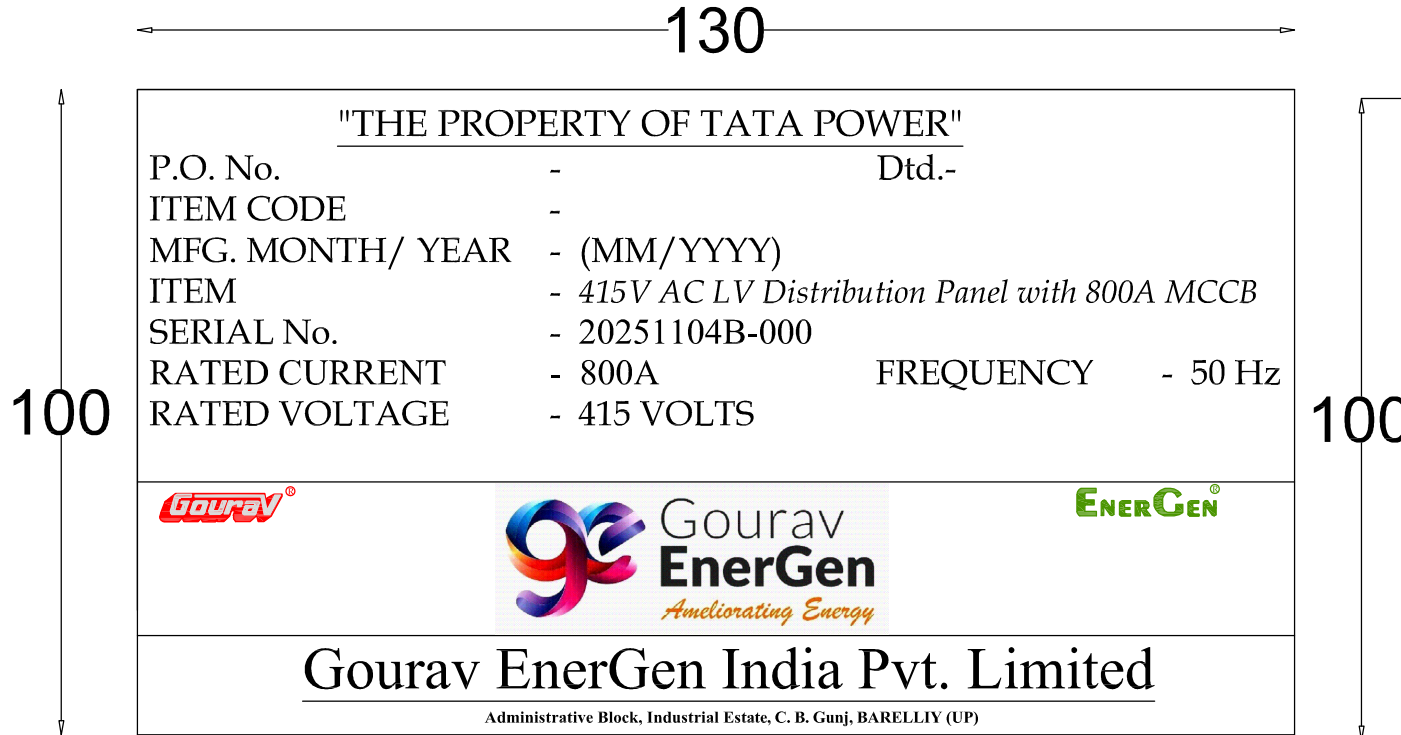 130
"THE PROPERTY OF TATA POWER"
P.O. No. - Dtd.-
ITEM CODE -
MFG. MONTH/ YEAR - (MM/YYYY)
ITEM - 415V AC LV Distribution Panel with 800A MCCB
SERIAL No. - 20251104B-000
RATED CURRENT - 800A FREQUENCY - 50 Hz
100 RATED VOLTAGE - 415 VOLTS 100
Gourav® Gourav EnerGen®
EnerGen
Ameliorating Energy
Gourav EnerGen India Pvt. Limited
Administrative Block, Industrial Estate, C. B. Gunj, BARELLIY (UP)